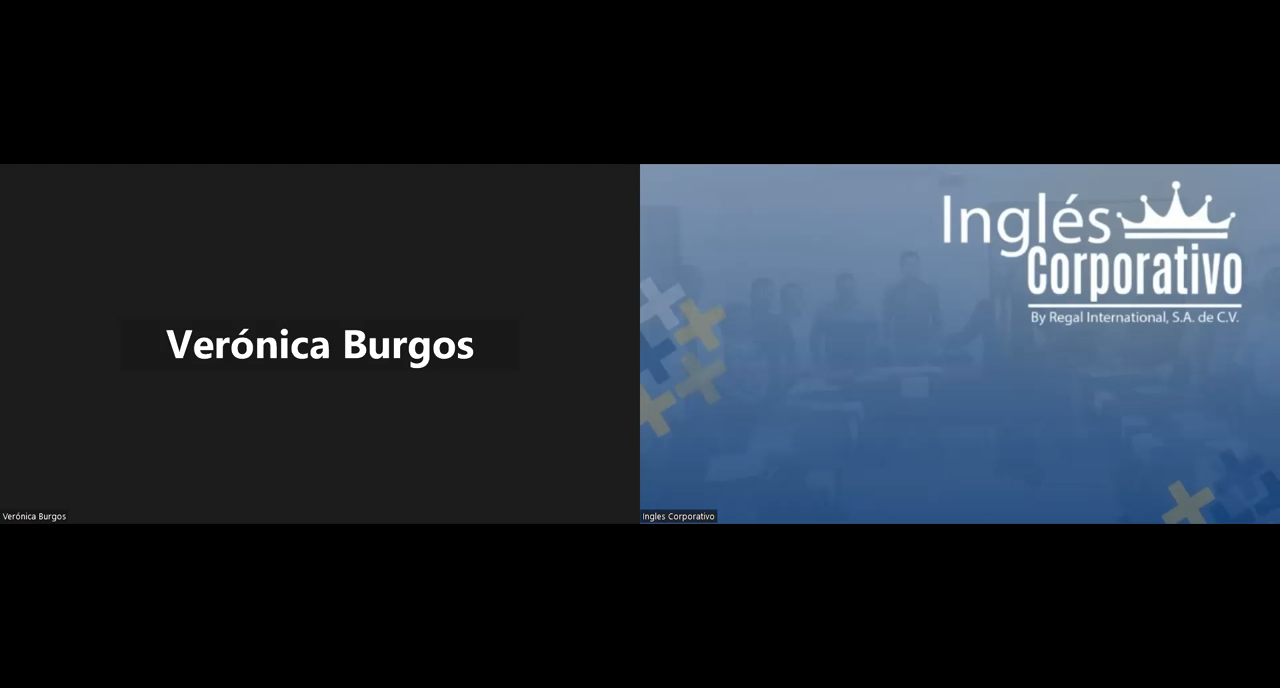 Verónica Burgos
Verónica Burgos
Inglés
Corporativo
By Regal International, S.A. de C.V.
Ingles Corporativo